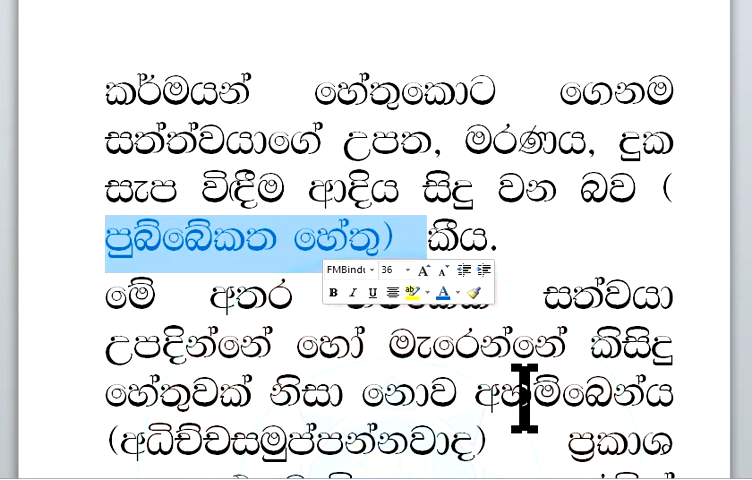 කර්මයන් හේතුකොට ගෙනම
සත්ත්වයාගේ උපත, මරණය, දුක
සැප විඳීම ආදිය සිදු වන බව (
පුබ්බේකත හේතු) කීය.
FMBindu 36
B I U
මේ අතර සත්වයා
උපදින්නේ හෝ මැරෙන්නේ කිසිදු
හේතුවක් නිසා නොව අහම්බෙන්ය
(අධිච්චසමුප්පන්නවාද) ප්‍රකාශ